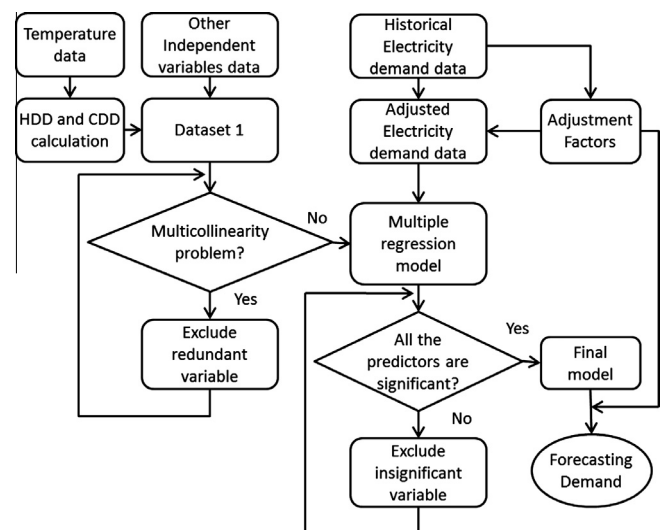 Temperature
data
Other
Independent
variables data
Historical
Electricity
demand data
HDD and CDD
calculation
Dataset 1
Adjusted
Electricity
demand data
Adjustment
Factors
Multicollinearity
problem?
No
Yes
Multiple
regression
model
Exclude
redundant
variable
All the
predictors are
significant?
Yes
No
Final
model
Exclude
insignificant
variable
Forecasting
Demand